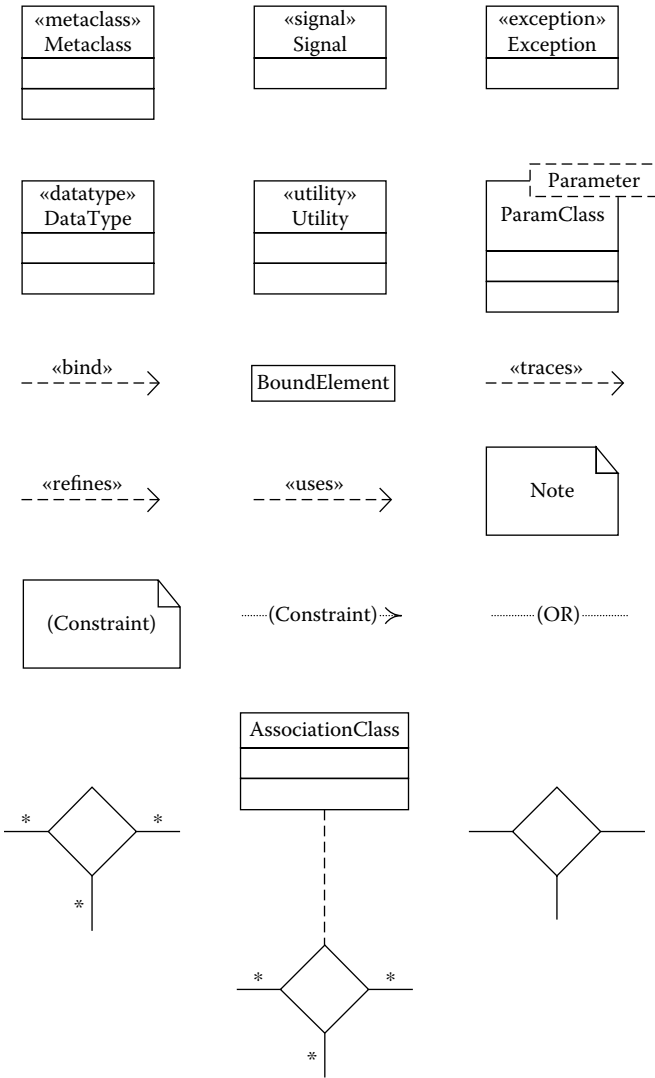 «metaclass»
Metaclass
«signal»
Signal
«exception»
Exception
«datatype»
DataType
«utility»
Utility
Parameter
ParamClass
«bind»
BoundElement
«traces»
«refines»
«uses»
Note
(Constraint)
(Constraint)
(OR)
AssociationClass
*
*
*
*
*
*